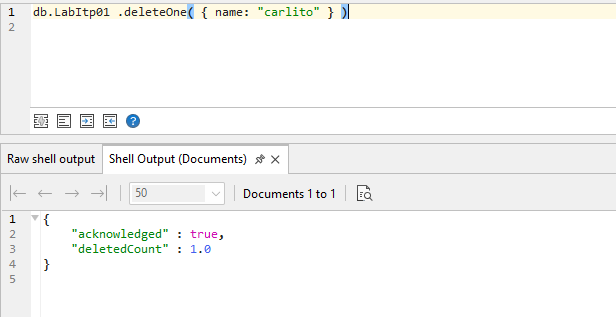 1 db.LabItp01 .deleteOne( { name: "carlito" } )
2
?
Raw shell output Shell Output (Documents)
50 Documents 1 to 1
1 {
2 "acknowledged" : true,
3 "deletedCount" : 1.0
4 }
5